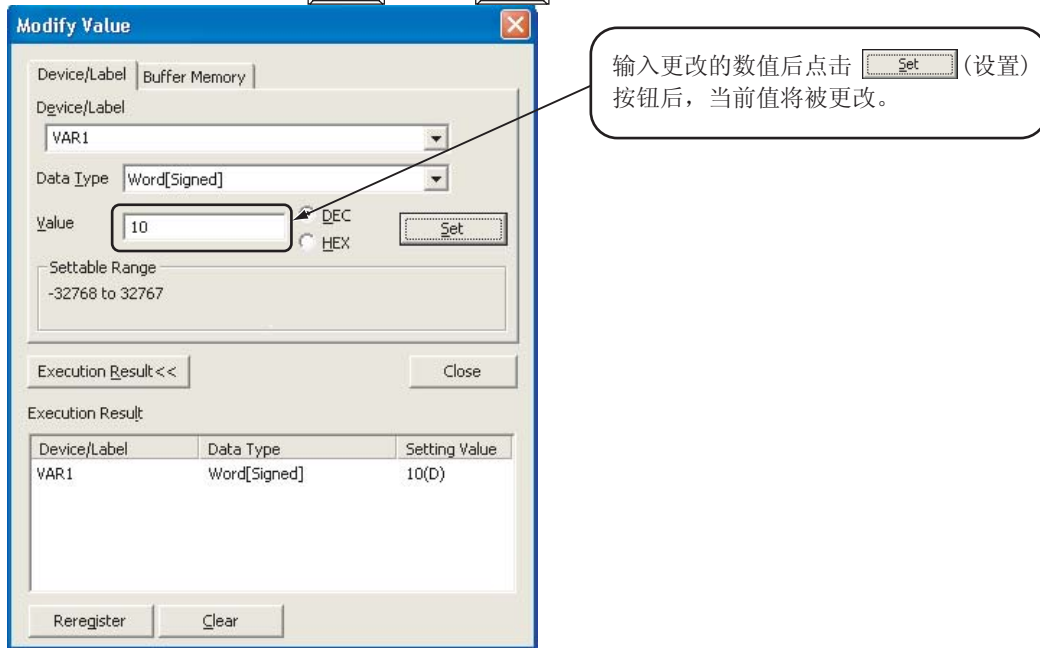 Modify Value
Device/Label Buffer Memory
Device/Label
VAR1
Data Type Word[Signed]
Value 10 DEC Set
HEX
Settable Range
-32768 to 32767
Execution Result<< Close
Execution Result
Device/Label Data Type Setting Value
VAR1 Word[Signed] 10(D)
Reregister Clear
输入更改的数值后点击 Set (设置)
按钮后，当前值将被更改。